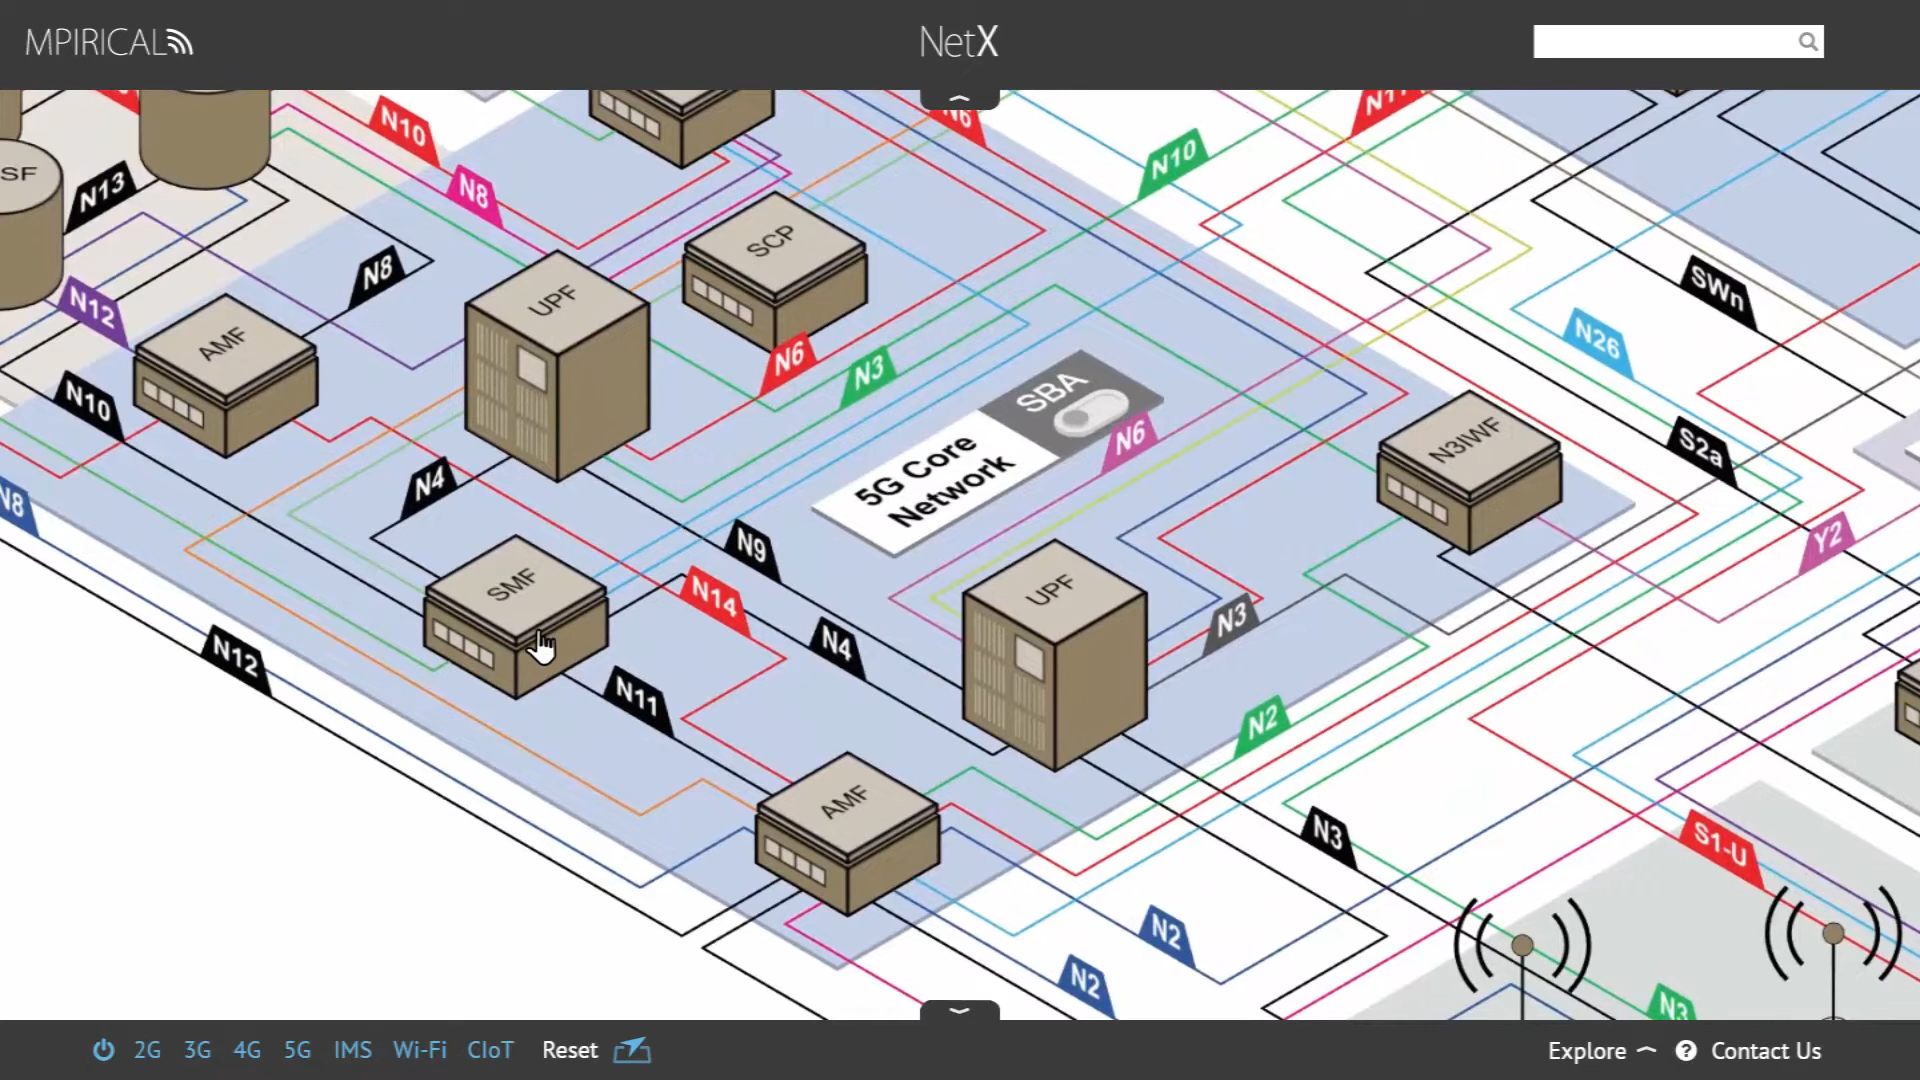 MPIRICAL
NetX
N10
N6
N11
N10
SF
N13
N8
SCP
N8
UPF
SWn
N12
AMF
N6
N3
N26
SBA
N10
N6
N3IWF
5G Core
Network
S2a
N4
N8
N9
Y2
SMF
N14
UPF
N3
N4
N12
N11
N2
AMF
N3
S1-U
N2
N2
N3
2G 3G 4G 5G IMS Wi-Fi CIoT Reset
Explore ? Contact Us